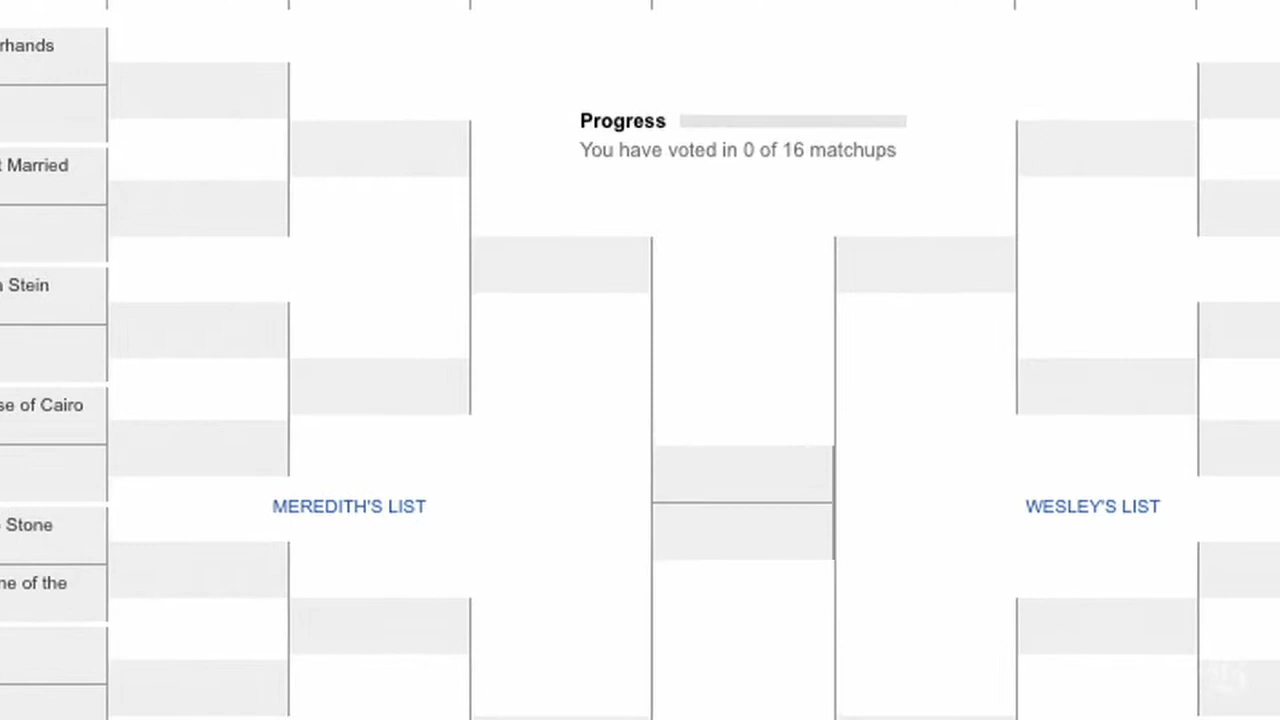 rhands
Progress
You have voted in 0 of 16 matchups
t Married
Stein
se of Cairo
MEREDITH'S LIST
WESLEY'S LIST
Stone
ne of the